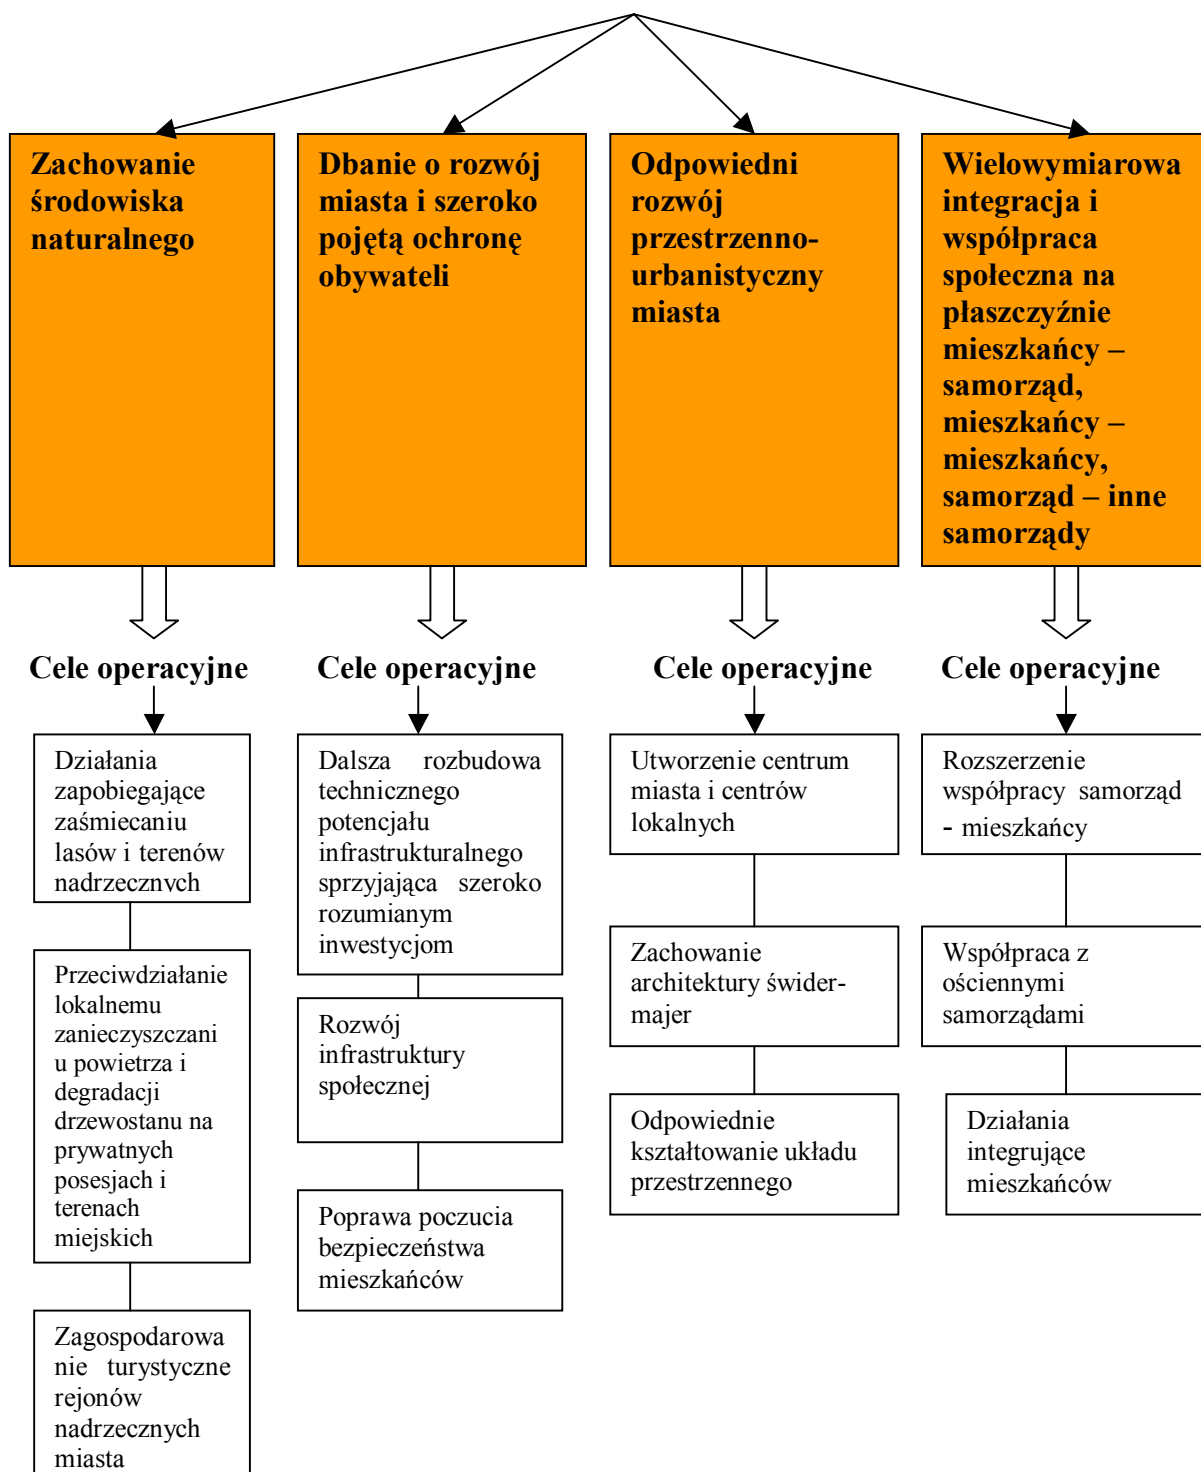 Zachowanie
środowiska
naturalnego
Dbanie o rozwój
miasta i szeroko
pojętą ochronę
obywateli
Odpowiedni
rozwój
przestrzenno-
urbanistyczny
miasta
Wielowymiarowa
integracja i
współpraca
społeczna na
płaszczyźnie
mieszkańcy –
samorząd,
mieszkańcy –
mieszkańcy,
samorząd – inne
samorządy
Cele operacyjne
Cele operacyjne
Cele operacyjne
Cele operacyjne
Działania
zapobiegające
zaśmiecaniu
lasów i terenów
nadrzecznych
Przeciwdziałanie
lokalnemu
zanieczyszczani
u powietrza i
degradacji
drzewostanu na
prywatnych
posesjach i
terenach
miejskich
Zagospodarowa
nie turystyczne
rejonów
nadrzecznych
miasta
Dalsza rozbudowa
technicznego
potencjału
infrastrukturalnego
sprzyjająca szeroko
rozumianym
inwestycjom
Rozwój
infrastruktury
społecznej
Poprawa poczucia
bezpieczeństwa
mieszkańców
Utworzenie centrum
miasta i centrów
lokalnych
Zachowanie
architektury świder-
majer
Odpowiednie
kształtowanie układu
przestrzennego
Rozszerzenie
współpracy samorząd
- mieszkańcy
Współpraca z
ościennymi
samorządami
Działania
integrujące
mieszkańców